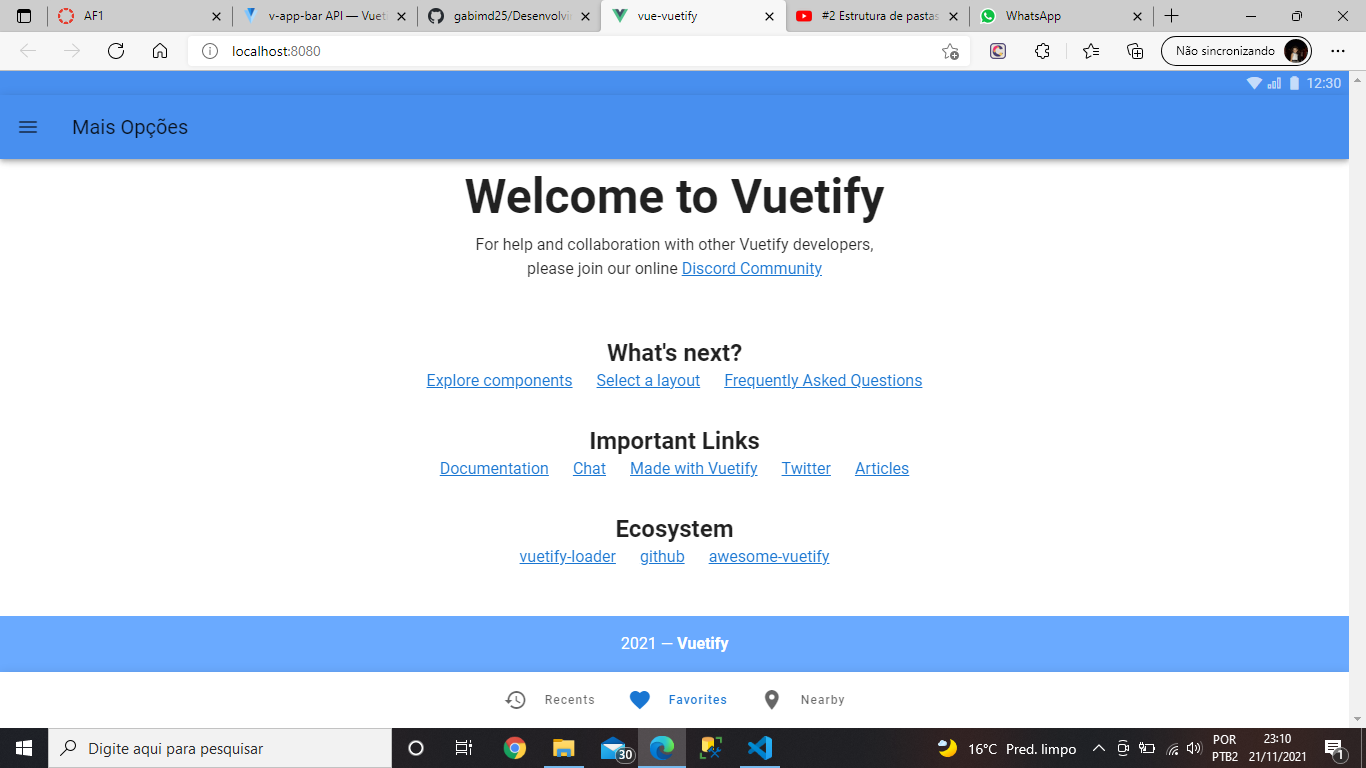 AF1
v-app-bar API — Vuet
gabimd25/Desenvolvi
vue-vuetify
#2 Estrutura de pastas
WhatsApp
localhost:8080
Não sincronizando
12:30
Mais Opções
Welcome to Vuetify
For help and collaboration with other Vuetify developers,
please join our online Discord Community
What's next?
Explore components Select a layout Frequently Asked Questions
Important Links
Documentation Chat Made with Vuetify Twitter Articles
Ecosystem
vuetify-loader github awesome-vuetify
2021 — Vuetify
Recents Favorites Nearby
Digite aqui para pesquisar
30
16°C Pred. limpo
POR
PTB2
23:10
21/11/2021
1